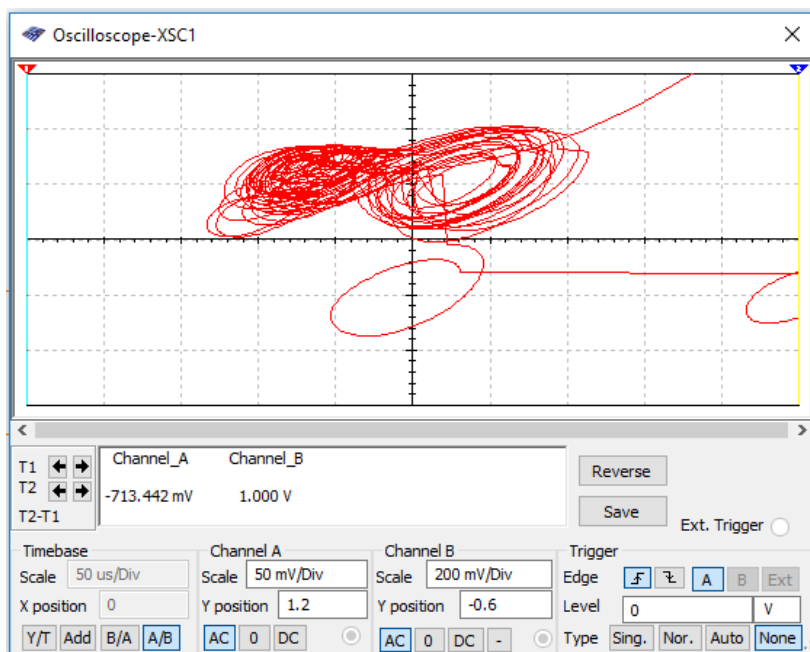 Oscilloscope-XSC1
1 2
T1
T2
T2-T1
Channel_A Channel_B
-713.442 mV 1.000 V
Reverse
Save
Ext. Trigger
Timebase
Scale 50 us/Div
X position 0
Y/T Add B/A A/B
Channel A
Scale 50 mV/Div
Y position 1.2
AC 0 DC
Channel B
Scale 200 mV/Div
Y position -0.6
AC 0 DC -
Trigger
Edge A B Ext
Level 0 V
Type Sing. Nor. Auto None